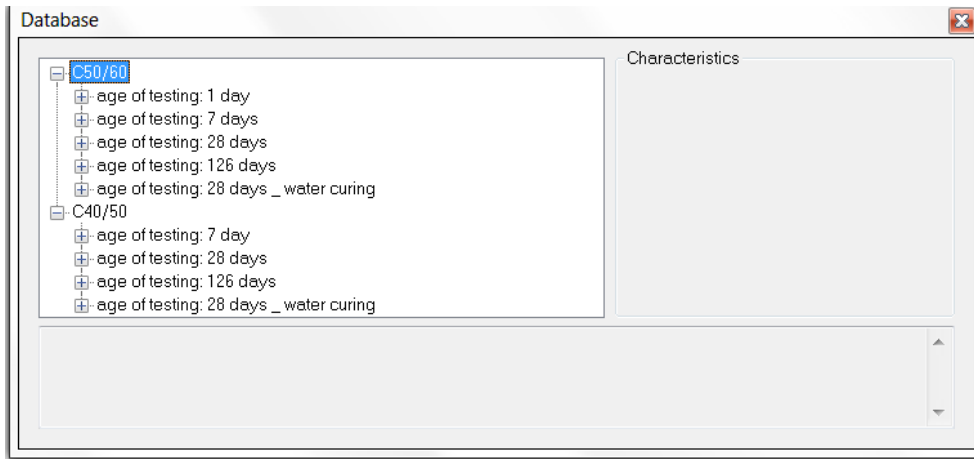 Database
C50/60
age of testing: 1 day
age of testing: 7 days
age of testing: 28 days
age of testing: 126 days
age of testing: 28 days _ water curing
C40/50
age of testing: 7 day
age of testing: 28 days
age of testing: 126 days
age of testing: 28 days _ water curing
Characteristics